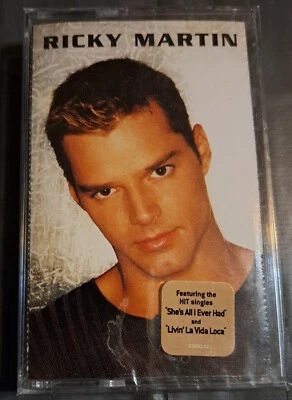 RICKY MARTIN
Featuring the
HIT singles
"She's All I Ever Had"
and
"Livin' La Vida Loca"